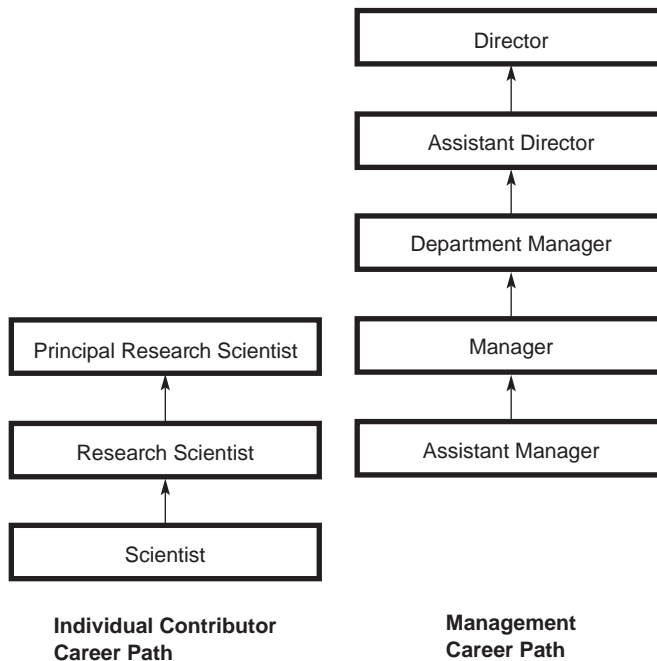 Director
Assistant Director
Department Manager
Principal Research Scientist
Manager
Research Scientist
Assistant Manager
Scientist
Individual Contributor
Career Path
Management
Career Path